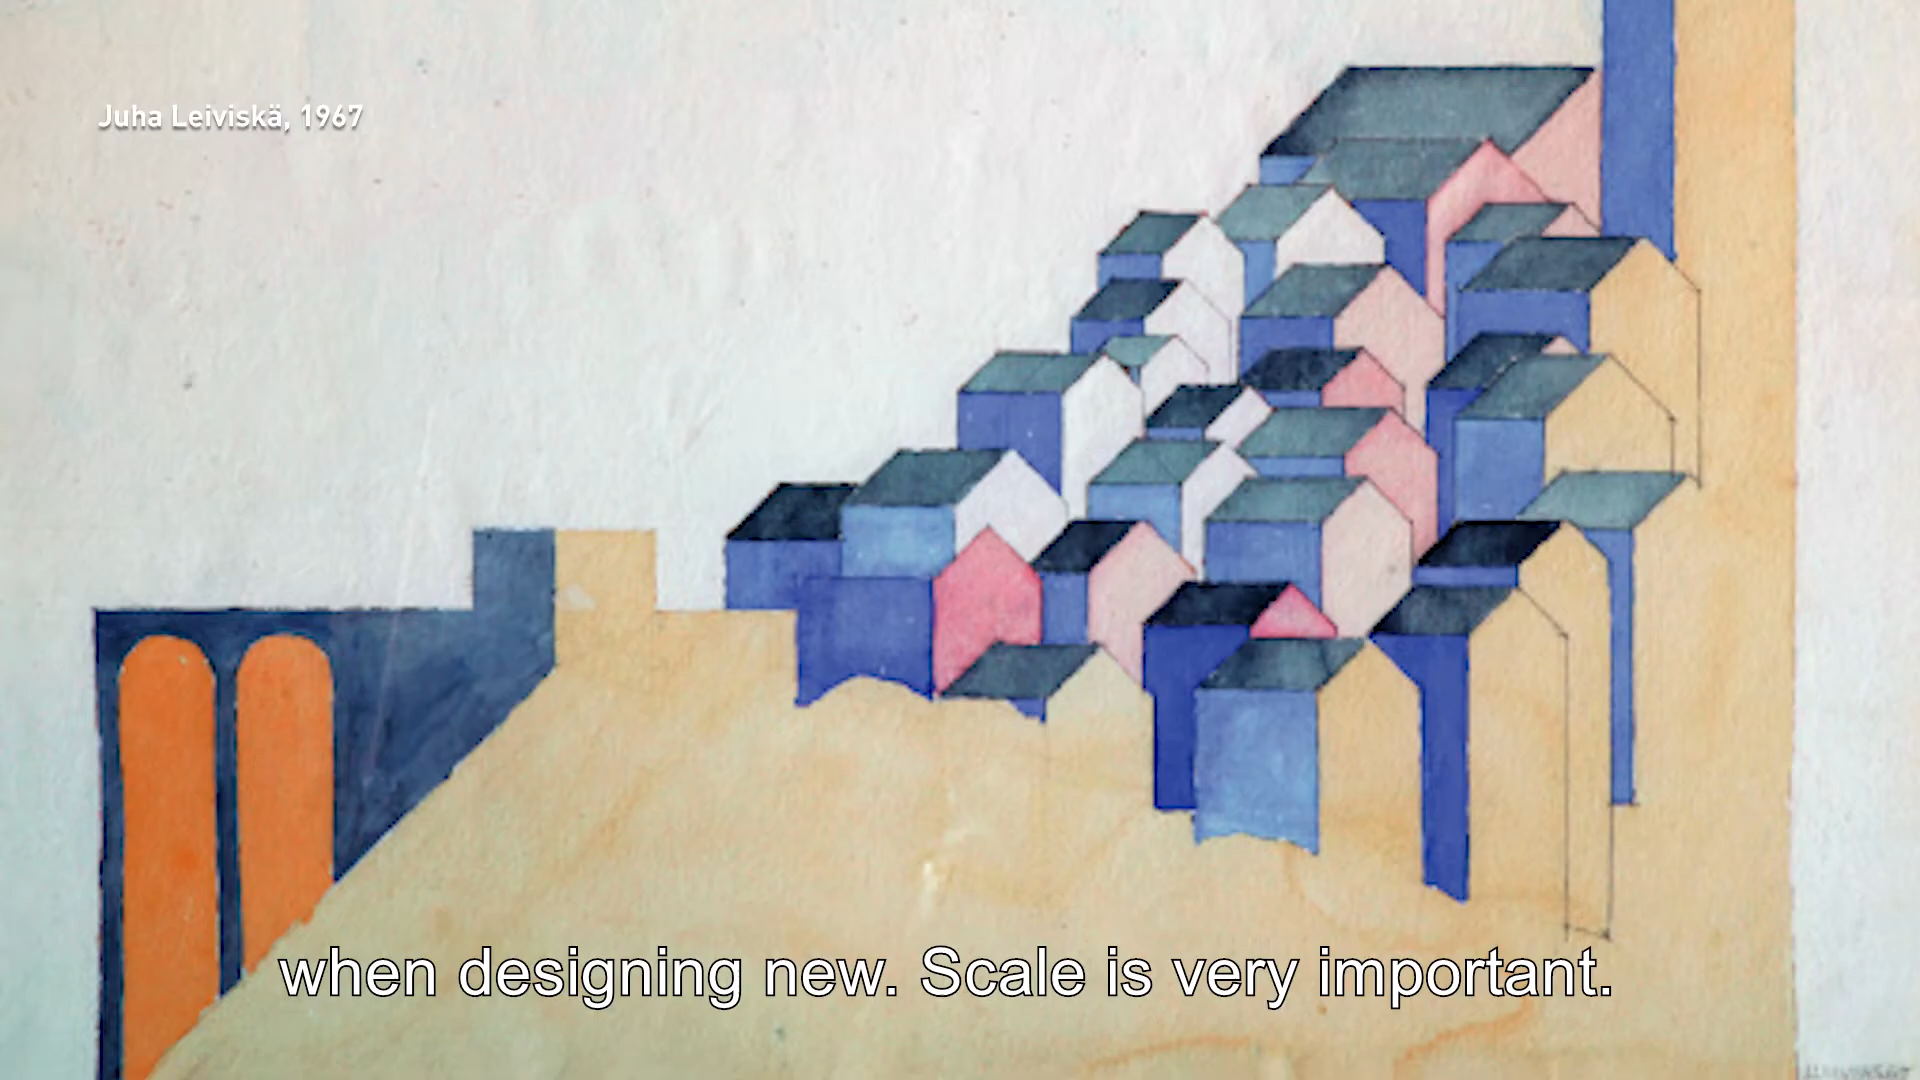 Juha Leiviskä, 1967
when designing new. Scale is very important.